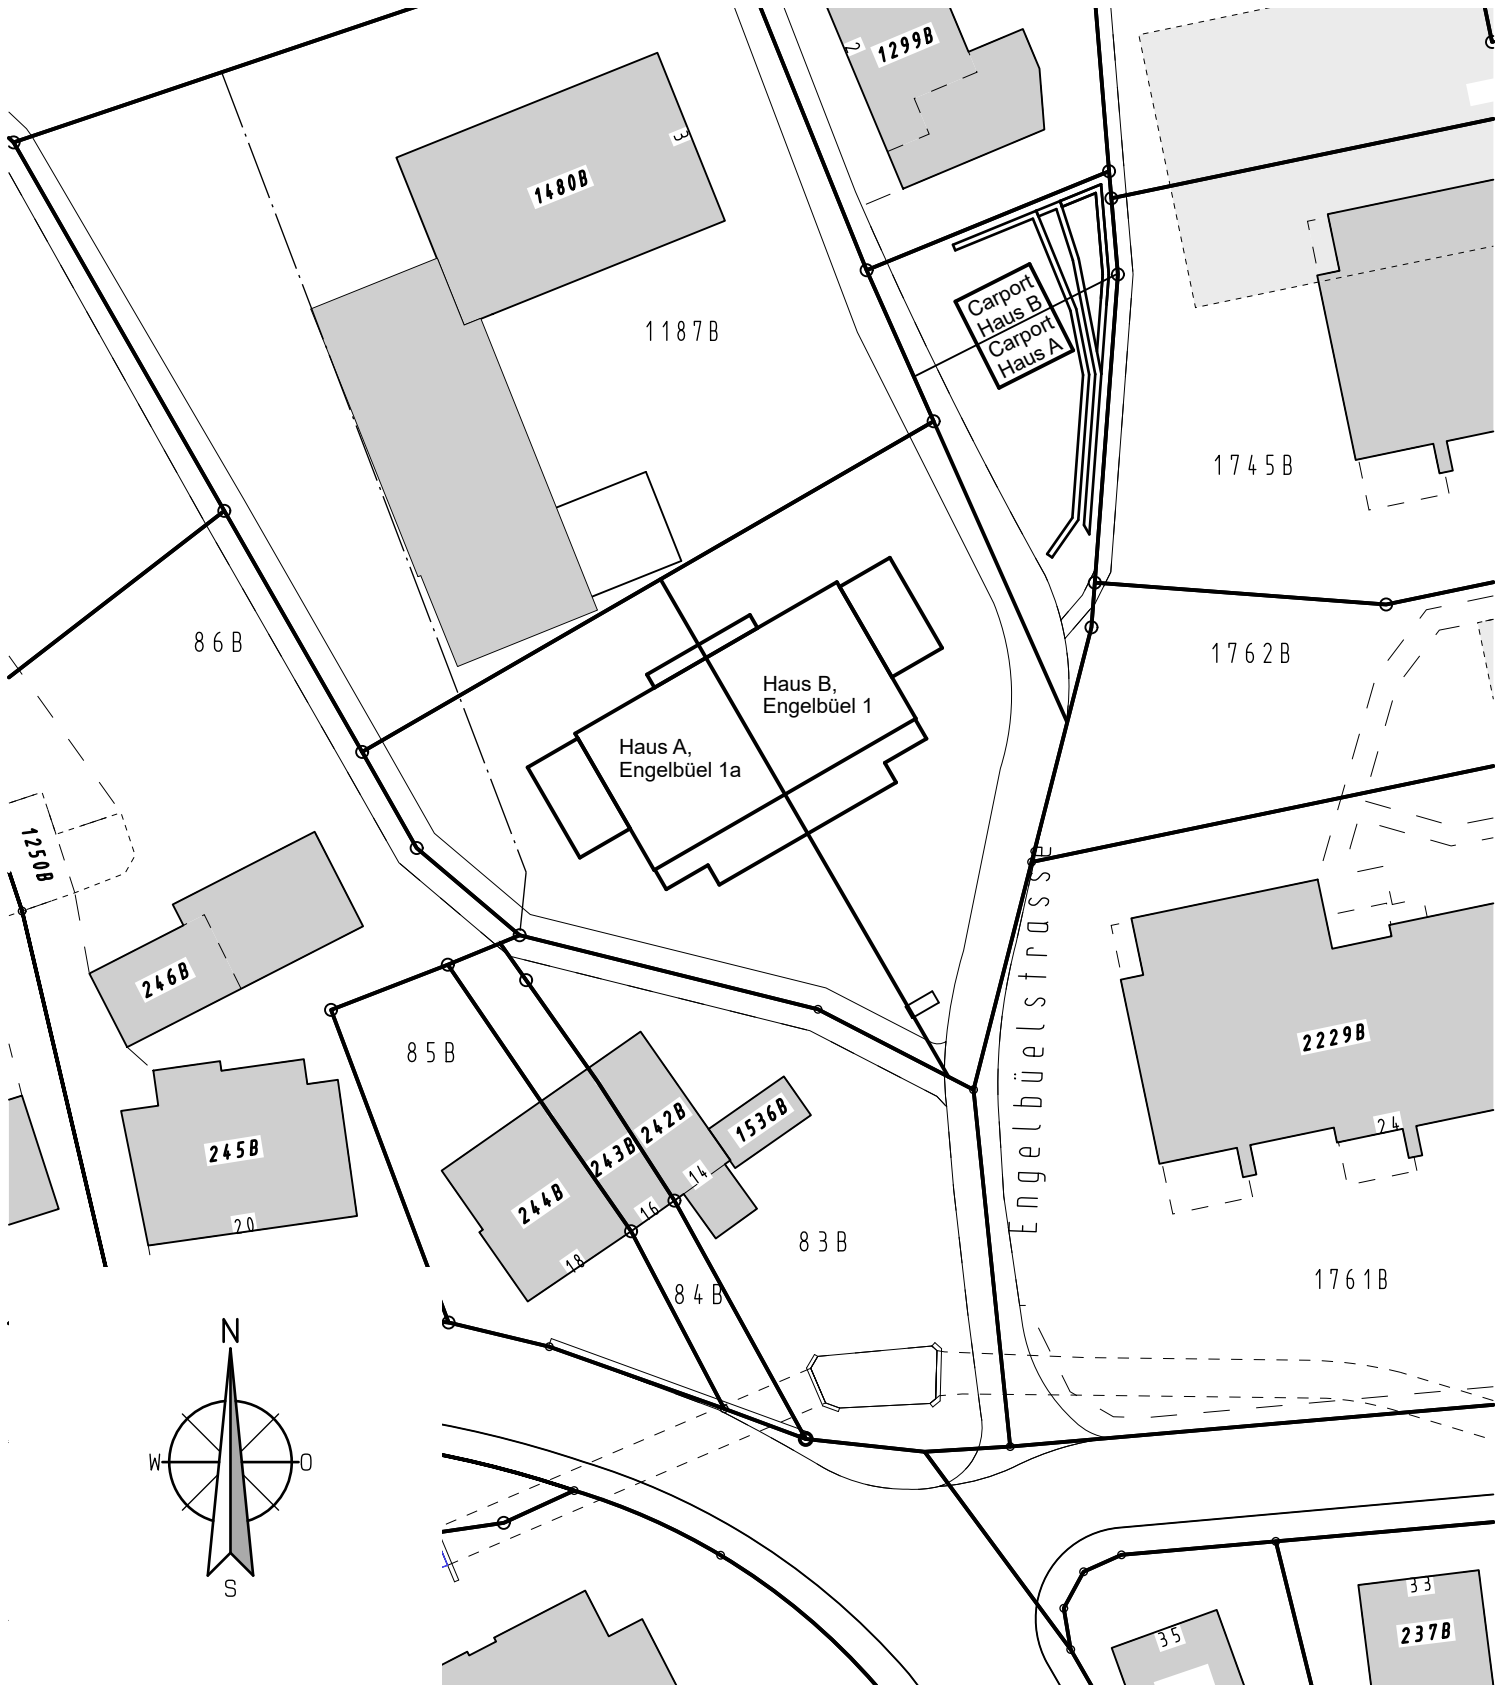 2
1299B
3
1480B
1187B
Carport
Haus B
Carport
Haus A
1745B
86B
1762B
Haus B,
Engelbüel 1
Haus A,
Engelbüel 1a
1250B
Engelbüelstrasse
246B
2229B
85B
24
245B
242B
1536B
243B
14
244B
16
20
18
83B
84B
1761B
N
W
O
S
33
237B
35